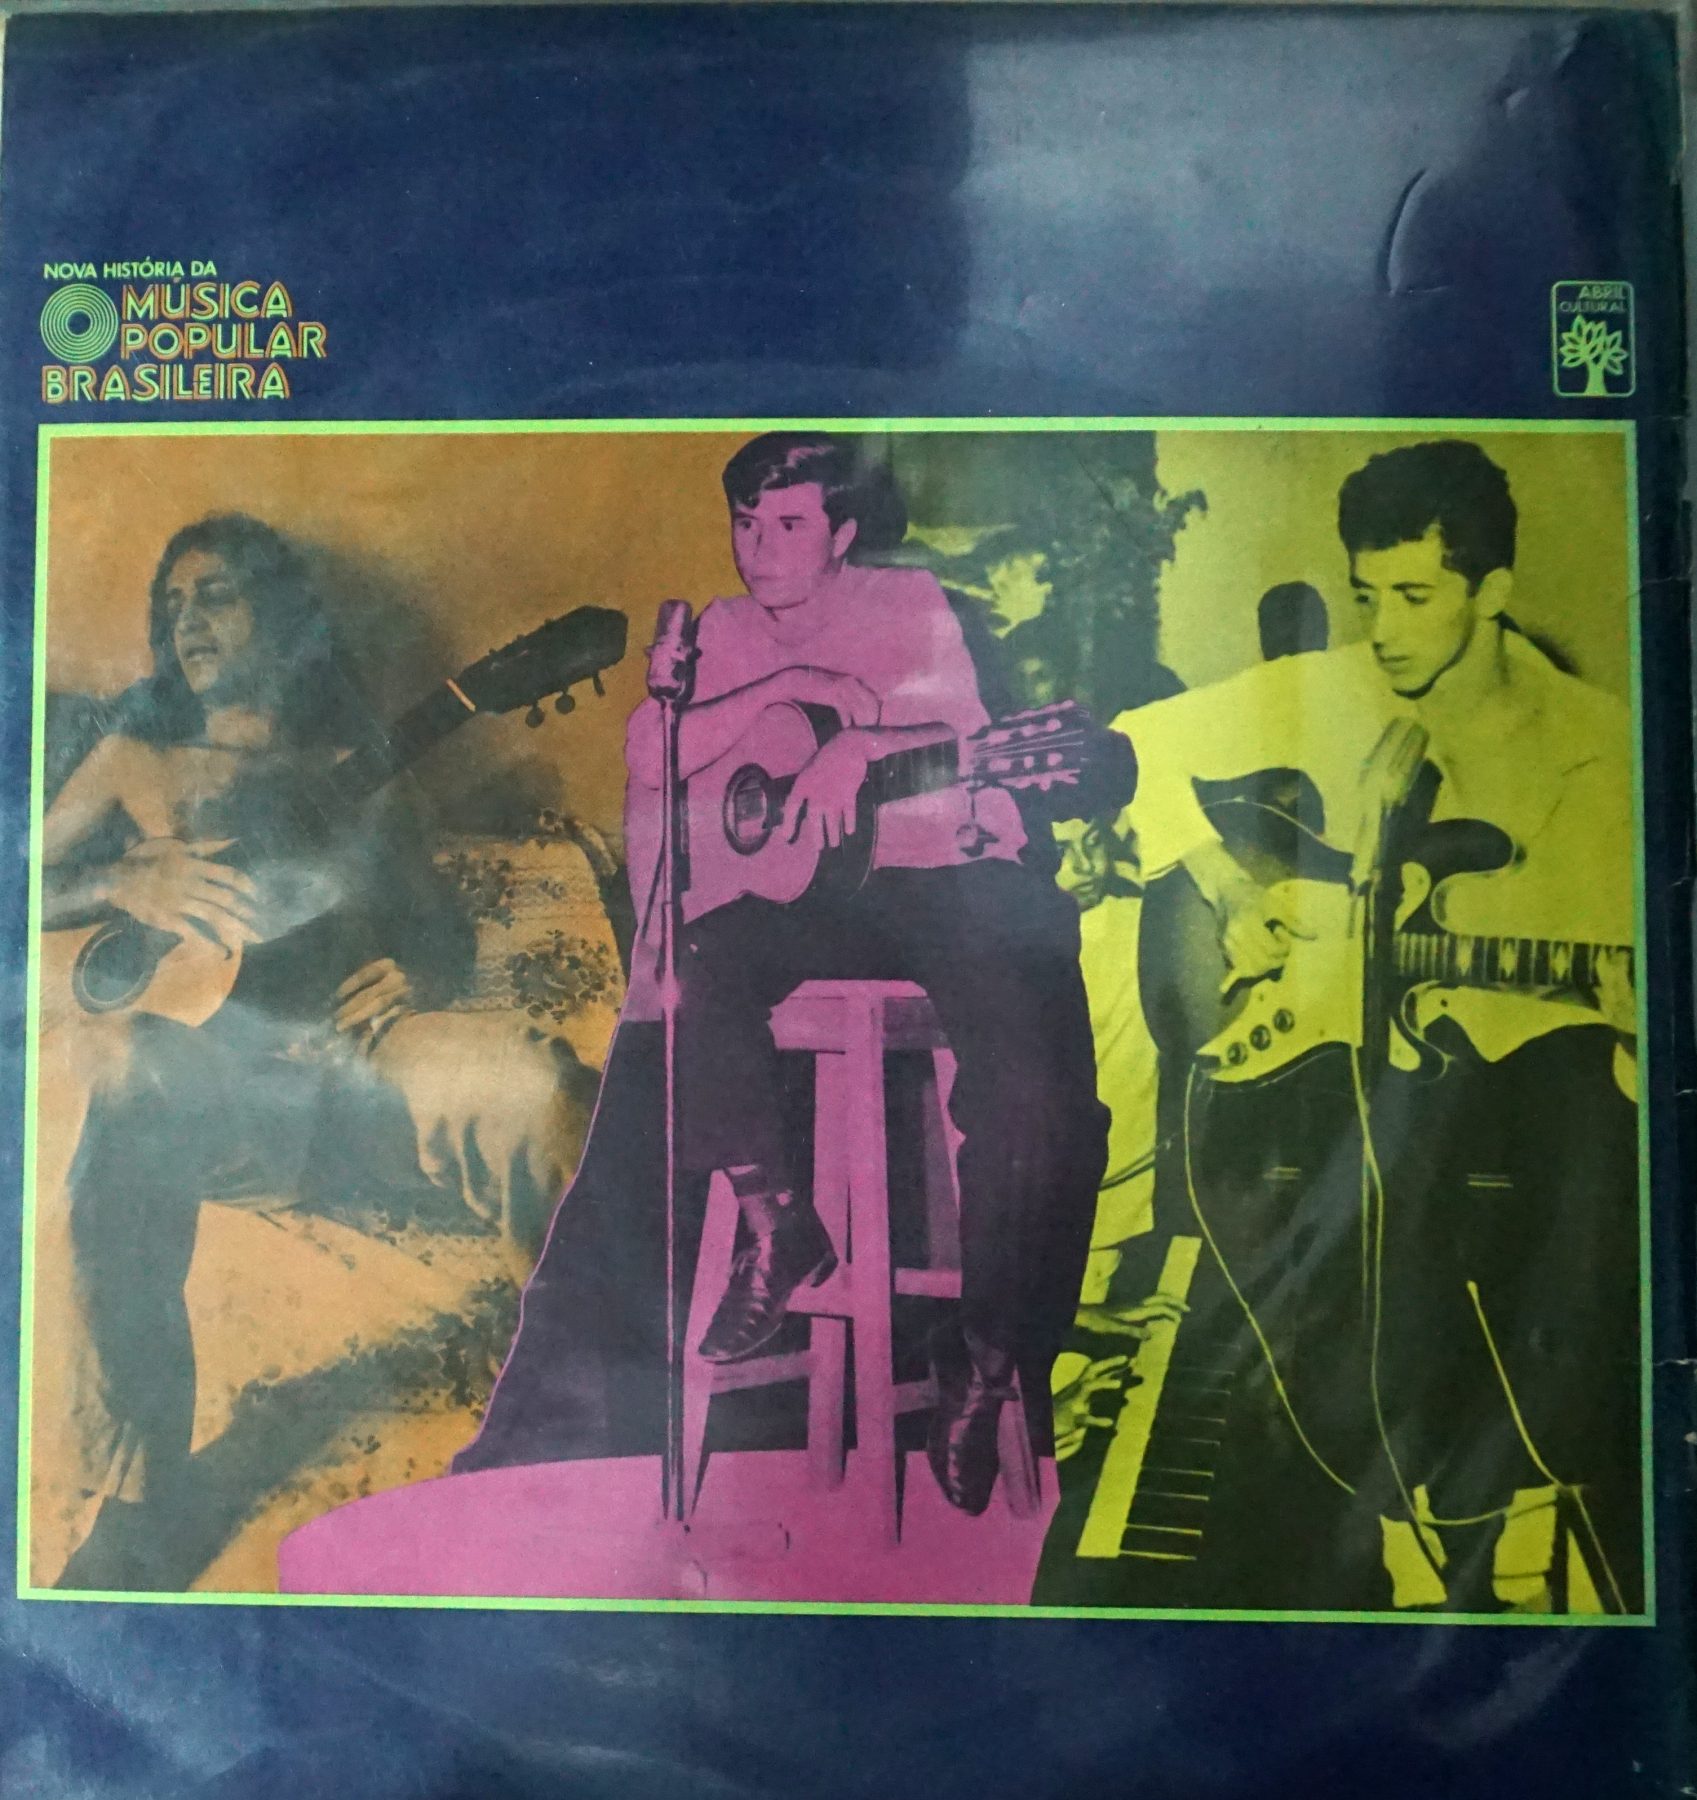 NOVA HISTÓRIA DA
MÚSICA
POPULAR
BRASILEIRA
ABRIL
CULTURAL